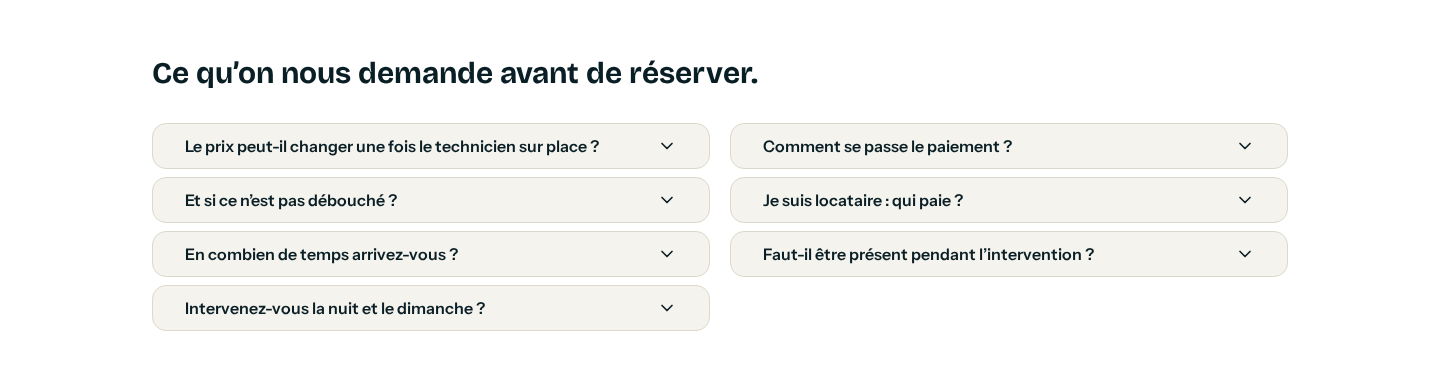 Ce qu’on nous demande avant de réserver.
Le prix peut-il changer une fois le technicien sur place ?
Et si ce n’est pas débouché ?
En combien de temps arrivez-vous ?
Intervenez-vous la nuit et le dimanche ?
Comment se passe le paiement ?
Je suis locataire : qui paie ?
Faut-il être présent pendant l’intervention ?